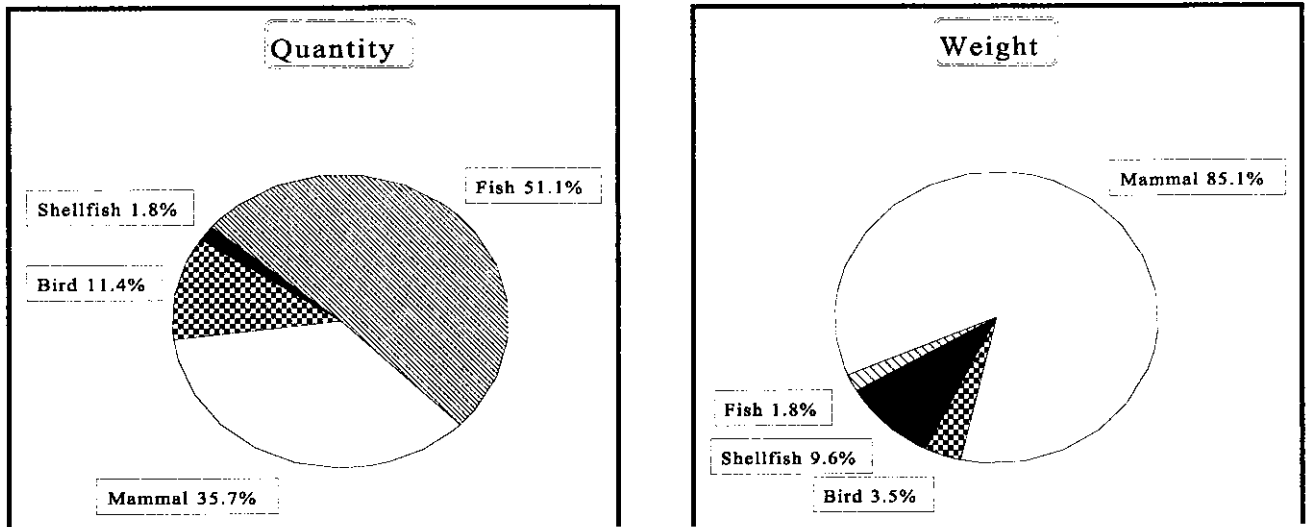 Quantity
Fish 51.1%
Shellfish 1.8%
Bird 11.4%
Mammal 35.7%
Weight
Mammal 85.1%
Fish 1.8%
Shellfish 9.6%
Bird 3.5%